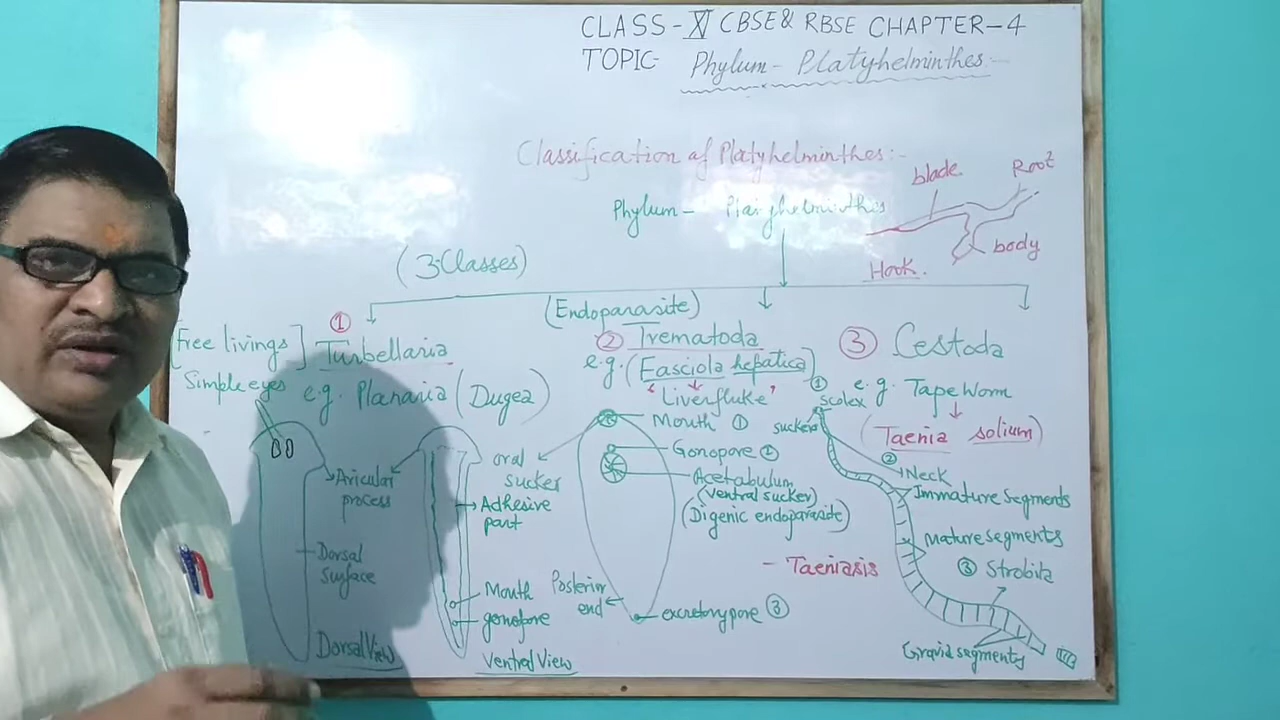 CLASS-XI CBSE & RBSE CHAPTER-4
TOPIC- Phylum- Platyhelminthes
Classification of Platyhelminthes:-
blade
Root
Phylum- Platyhelminthis
body
Hook.
(3-Classes)
(Endoparasite)
[Free livings]
① Turbellaria
② Trematoda
③ Cestoda
Simple eyes
e.g. Planaria (Dugea)
e.g. (Fasciola hepatica)
"Liverfluke"
e.g. Tape Worm
(Taenia solium)
① scolex
sucker
Mouth ①
Gonopore ②
oral
sucker
Acetabulum
(ventral sucker)
(Digenic endoparasite)
② Neck
Immature Segments
Mature segments
③ Strobila
Gravid segments
Auricular
process
Adhesive
part
Dorsal
surface
- Taeniasis
Mouth
gonopore
Posterior
end
excretory pore ③
Dorsal View
Ventral View